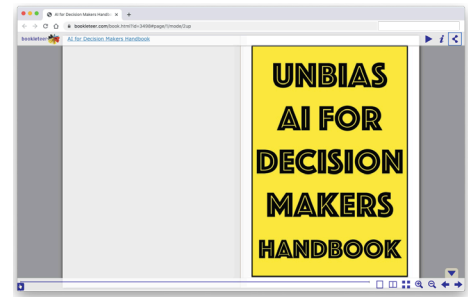 AI for Decision Makers Handboo
bookleteer.com/book.html?id=3498#page/1/mode/2up
bookleteer
AI for Decision Makers Handbook
UNBIAS
AI FOR
DECISION
MAKERS
HANDBOOK